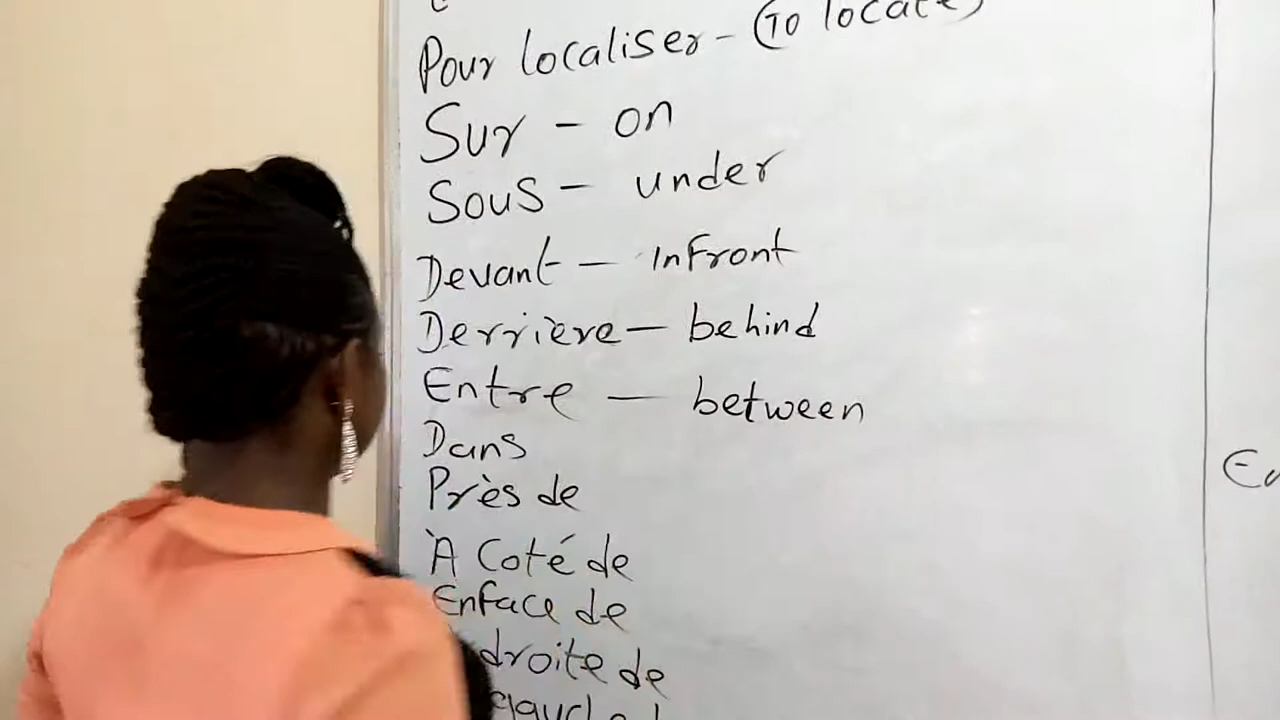 Pour localiser - (To locate)
Sur - on
Sous - under
Devant - Infront
Derrière - behind
Entre - between
Dans
Près de
À Coté de
Enface de
droite de